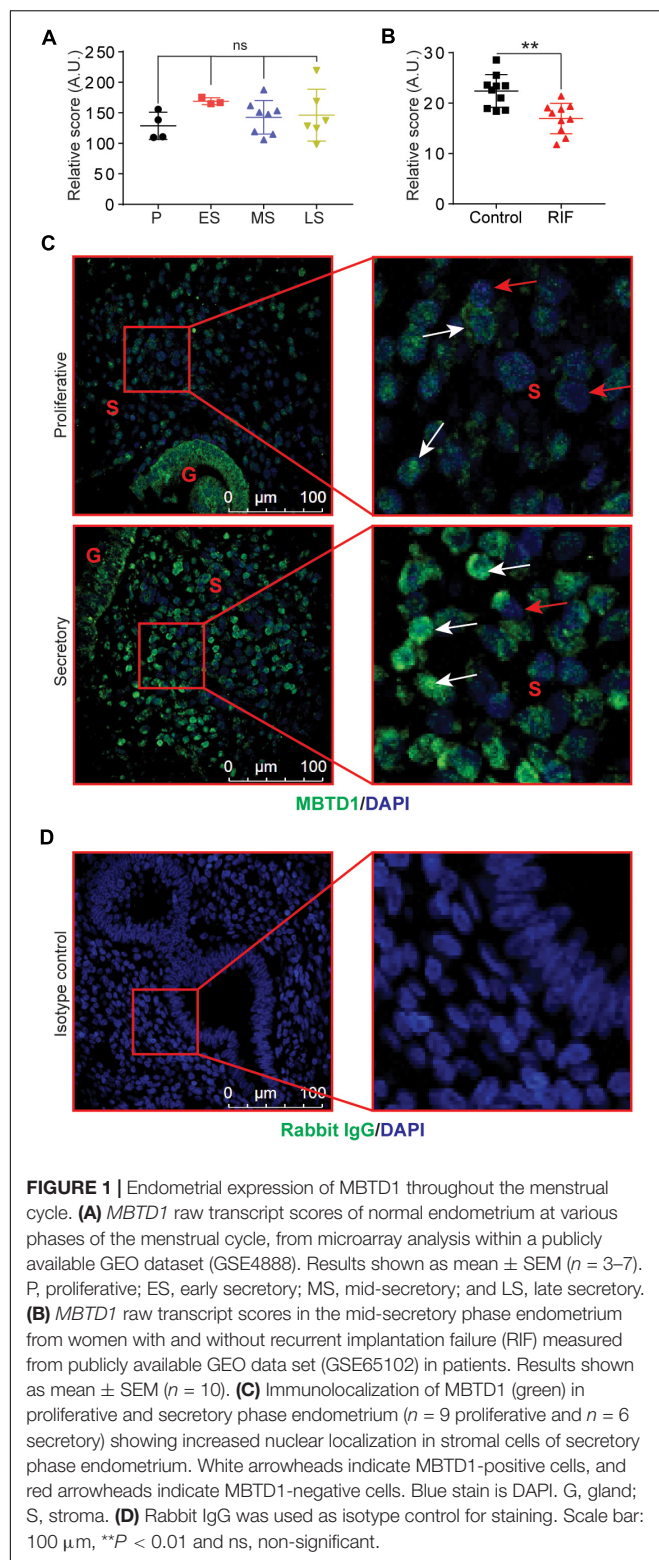 A
B
ns
**
Relative score (A.U.)
250
200
150
100
50
0
P ES MS LS
Relative score (A.U.)
30
20
10
0
Control RIF
C
Proliferative
S
G
0 µm 100
S
Secretory
G
S
0 µm 100
S
MBTD1/DAPI
D
Isotype control
0 µm 100
Rabbit IgG/DAPI
FIGURE 1 | Endometrial expression of MBTD1 throughout the menstrual
cycle. (A) MBTD1 raw transcript scores of normal endometrium at various
phases of the menstrual cycle, from microarray analysis within a publicly
available GEO dataset (GSE4888). Results shown as mean ± SEM (n = 3–7).
P, proliferative; ES, early secretory; MS, mid-secretory; and LS, late secretory.
(B) MBTD1 raw transcript scores in the mid-secretory phase endometrium
from women with and without recurrent implantation failure (RIF) measured
from publicly available GEO data set (GSE65102) in patients. Results shown
as mean ± SEM (n = 10). (C) Immunolocalization of MBTD1 (green) in
proliferative and secretory phase endometrium (n = 9 proliferative and n = 6
secretory) showing increased nuclear localization in stromal cells of secretory
phase endometrium. White arrowheads indicate MBTD1-positive cells, and
red arrowheads indicate MBTD1-negative cells. Blue stain is DAPI. G, gland;
S, stroma. (D) Rabbit IgG was used as isotype control for staining. Scale bar:
100 µm, **P < 0.01 and ns, non-significant.